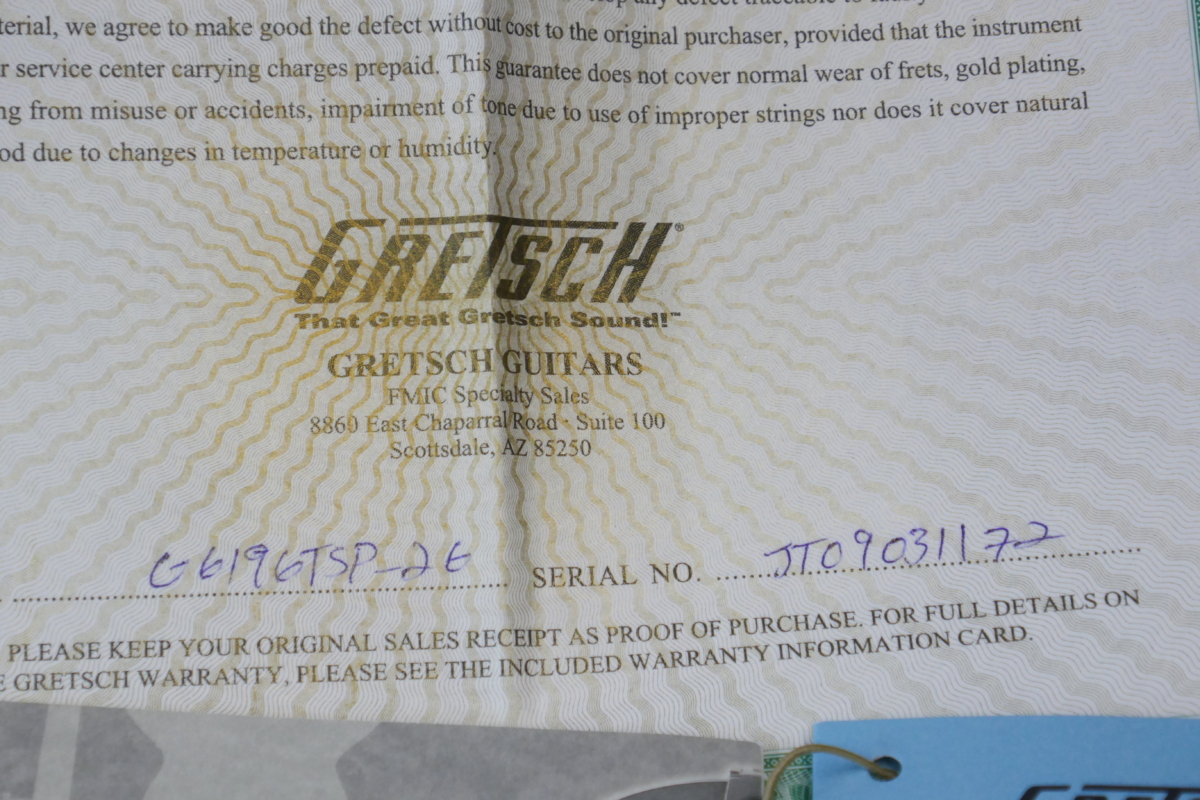 any defect traceable to
terial, we agree to make good the defect without cost to the original purchaser, provided that the instrument
r service center carrying charges prepaid. This guarantee does not cover normal wear of frets, gold plating,
ng from misuse or accidents, impairment of tone due to use of improper strings nor does it cover natural
od due to changes in temperature or humidity.
GRETSCH®
That Great Gretsch Sound!™
GRETSCH GUITARS
FMIC Specialty Sales
8860 East Chaparral Road · Suite 100
Scottsdale, AZ 85250
G6196TSP-2G SERIAL NO. JT09031172
PLEASE KEEP YOUR ORIGINAL SALES RECEIPT AS PROOF OF PURCHASE. FOR FULL DETAILS ON
E GRETSCH WARRANTY, PLEASE SEE THE INCLUDED WARRANTY INFORMATION CARD.